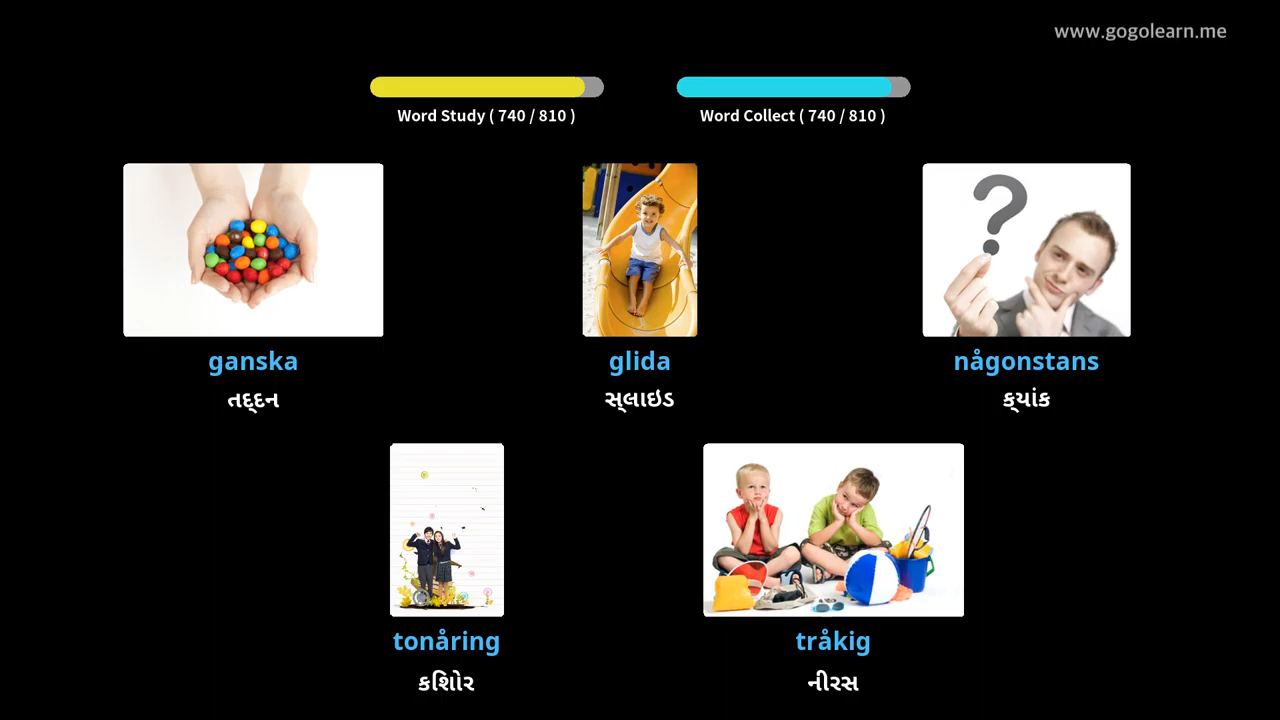 www.gogolearn.me
Word Study ( 740 / 810 )
Word Collect ( 740 / 810 )
ganska
તદ્દન
glida
સ્લાઇડ
någonstans
ક્યાંક
tonåring
કિશોર
tråkig
નીરસ